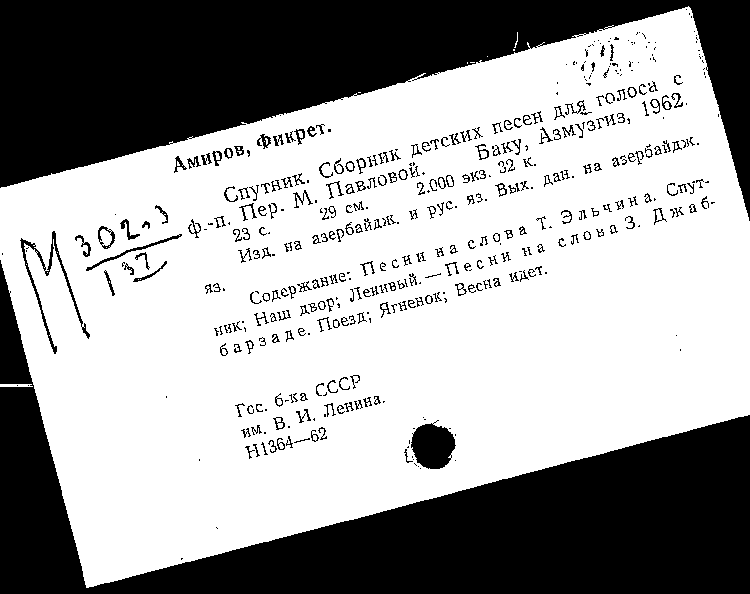 Амиров, Фикрет.
Спутник. Сборник детских песен для голоса с
ф.-п. Пер. М. Павловой. Баку, Азмузгиз, 1962.
23 с. 29 см. 2.000 экз. 32 к.
Изд. на азербайдж. и рус. яз. Вых. дан. на азербайдж.
яз.
Содержание: Песни на слова Т. Эльчина. Спут-
ник; Наш двор; Ленивый. — Песни на слова З. Джаб-
барзаде. Поезд; Ягненок; Весна идет.
М 302,3
137
Гос. б-ка СССР
им. В. И. Ленина.
Н1364—62